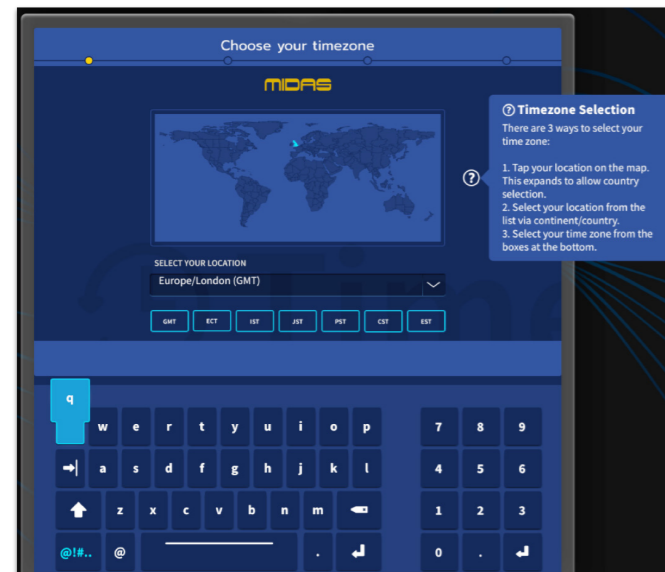 Choose your timezone
MIDAS
? Timezone Selection
There are 3 ways to select your
time zone:
1. Tap your location on the map.
This expands to allow country
selection.
2. Select your location from the
list via continent/country.
3. Select your time zone from the
boxes at the bottom.
?
SELECT YOUR LOCATION
Europe/London (GMT)
GMT ECT IST JST PST CST EST
q
w e r t y u i o p 7 8 9
a s d f g h j k l 4 5 6
z x c v b n m 1 2 3
@!#.. @ . 0 .